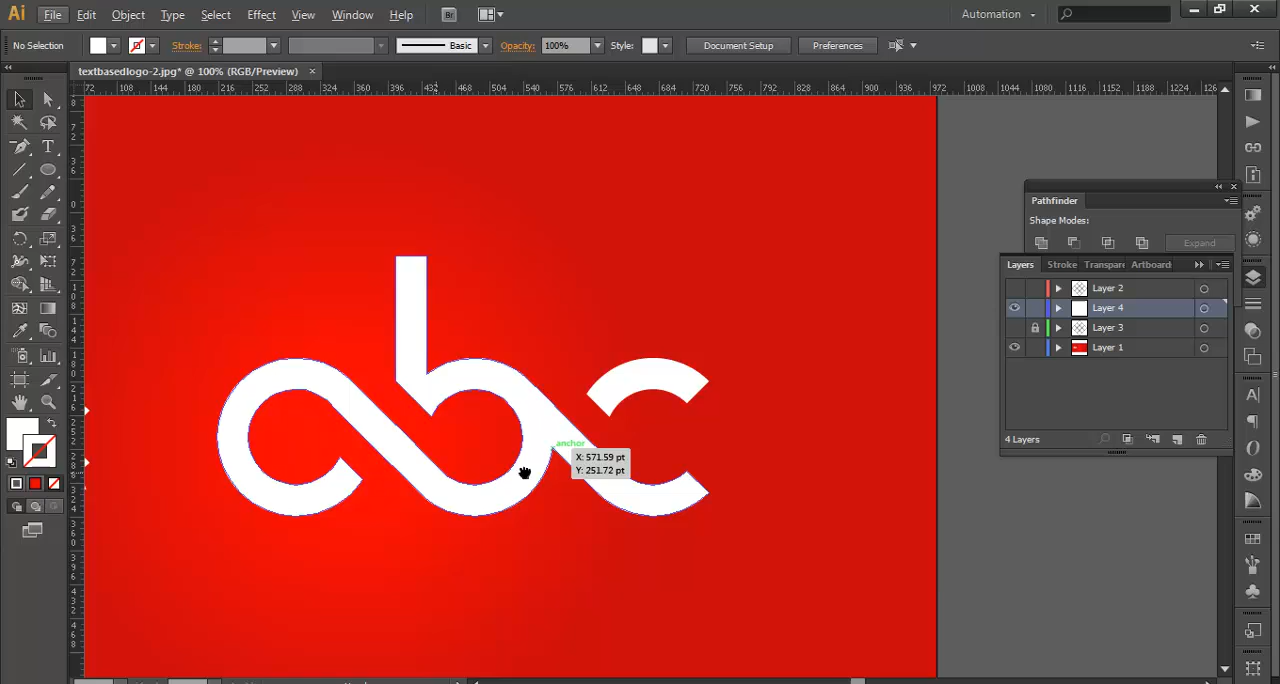 Ai File Edit Object Type Select Effect View Window Help Br Automation
No Selection Stroke: Basic Opacity: 100% Style: Document Setup Preferences
textbasedlogo-2.jpg* @ 100% (RGB/Preview)
72 108 144 180 216 252 288 324 360 396 432 468 504 540 576 612 648 684 720 756 792 828 864 900 936 972 1008 1044 1080 1116 1152 1188 1224 126
Pathfinder
Shape Modes:
Expand
Layers Stroke Transpare Artboard
Layer 2
Layer 4
Layer 3
Layer 1
4 Layers
abc
anchor
X: 571.59 pt
Y: 251.72 pt